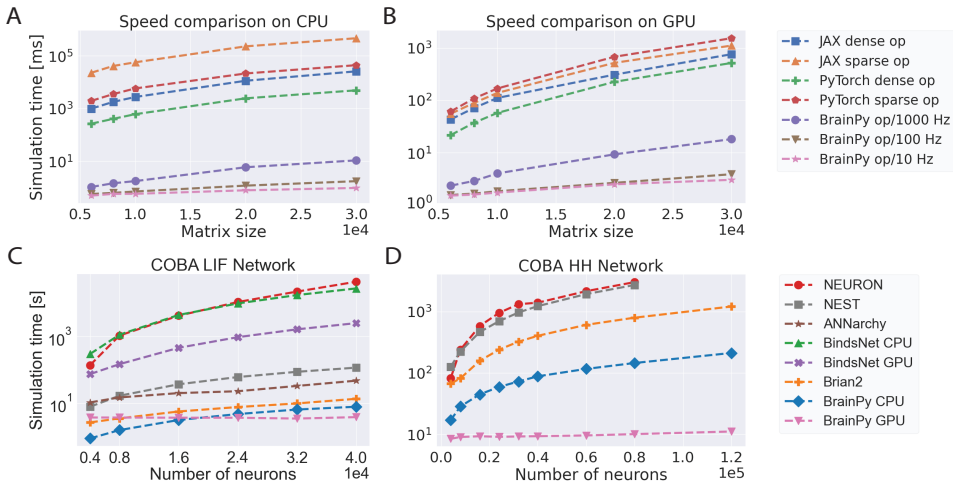 A
Speed comparison on CPU
Simulation time [ms]
10^5
10^3
10^1
0.5 1.0 1.5 2.0 2.5 3.0
Matrix size
1e4
B
Speed comparison on GPU
10^3
10^2
10^1
10^0
0.5 1.0 1.5 2.0 2.5 3.0
Matrix size
1e4
JAX dense op
JAX sparse op
PyTorch dense op
PyTorch sparse op
BrainPy op/1000 Hz
BrainPy op/100 Hz
BrainPy op/10 Hz
C
COBA LIF Network
Simulation time [s]
10^3
10^1
0.4 0.8 1.6 2.4 3.2 4.0
Number of neurons
1e4
D
COBA HH Network
10^3
10^2
10^1
0.0 0.2 0.4 0.6 0.8 1.0 1.2
Number of neurons
1e5
NEURON
NEST
ANNarchy
BindsNet CPU
BindsNet GPU
Brian2
BrainPy CPU
BrainPy GPU